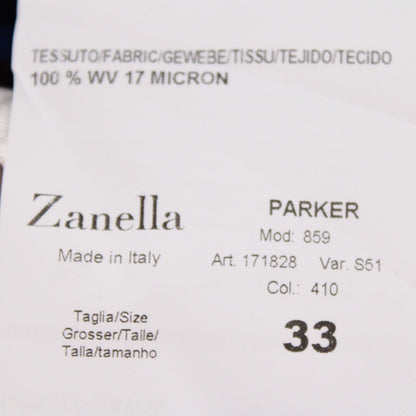 TESSUTO/FABRIC/GEWEBE/TISSU/TEJIDO/TECIDO
100 % WV 17 MICRON
Zanella
Made in Italy
PARKER
Mod: 859
Art. 171828 Var. S51
Col.: 410
Taglia/Size
Grosser/Talle/
Talla/tamanho
33